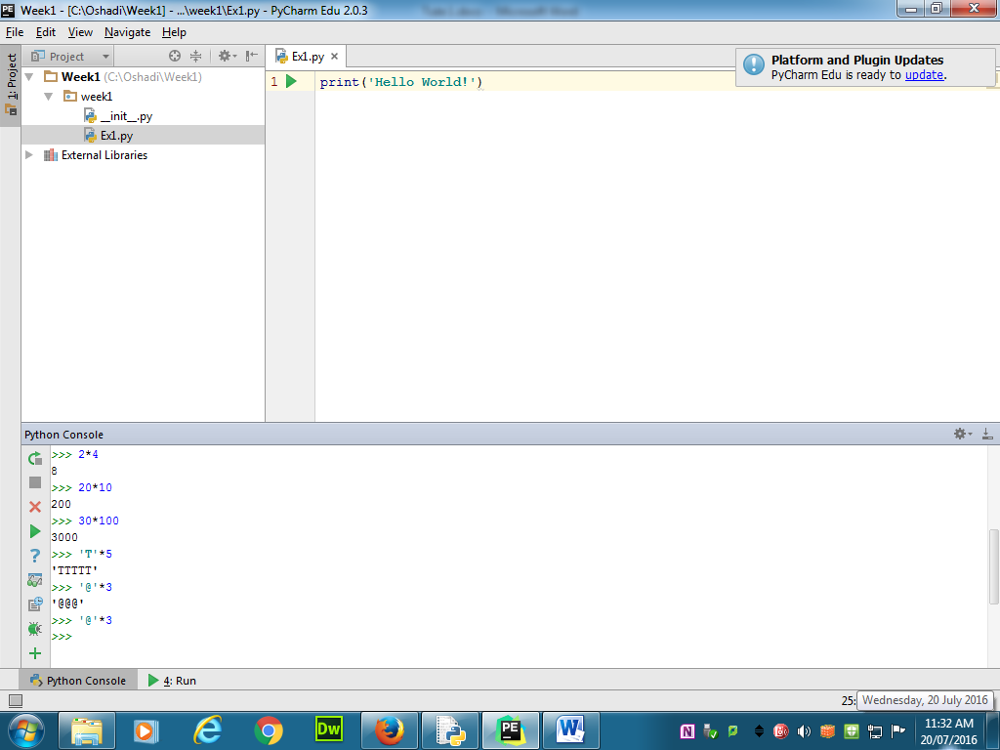 Week1 - [C:\Oshadi\Week1] - ...\week1\Ex1.py - PyCharm Edu 2.0.3
File Edit View Navigate Help
1: Project
Project
Week1 (C:\Oshadi\Week1)
week1
__init__.py
Ex1.py
External Libraries
Ex1.py
1 print('Hello World!')
Platform and Plugin Updates
PyCharm Edu is ready to update.
Python Console
>>> 2*4
8
>>> 20*10
200
>>> 30*100
3000
>>> 'T'*5
'TTTTT'
>>> '@'*3
'@@@'
>>> '@'*3
>>>
Python Console 4: Run
25:
Wednesday, 20 July 2016
Dw
PE
W
N
11:32 AM
20/07/2016